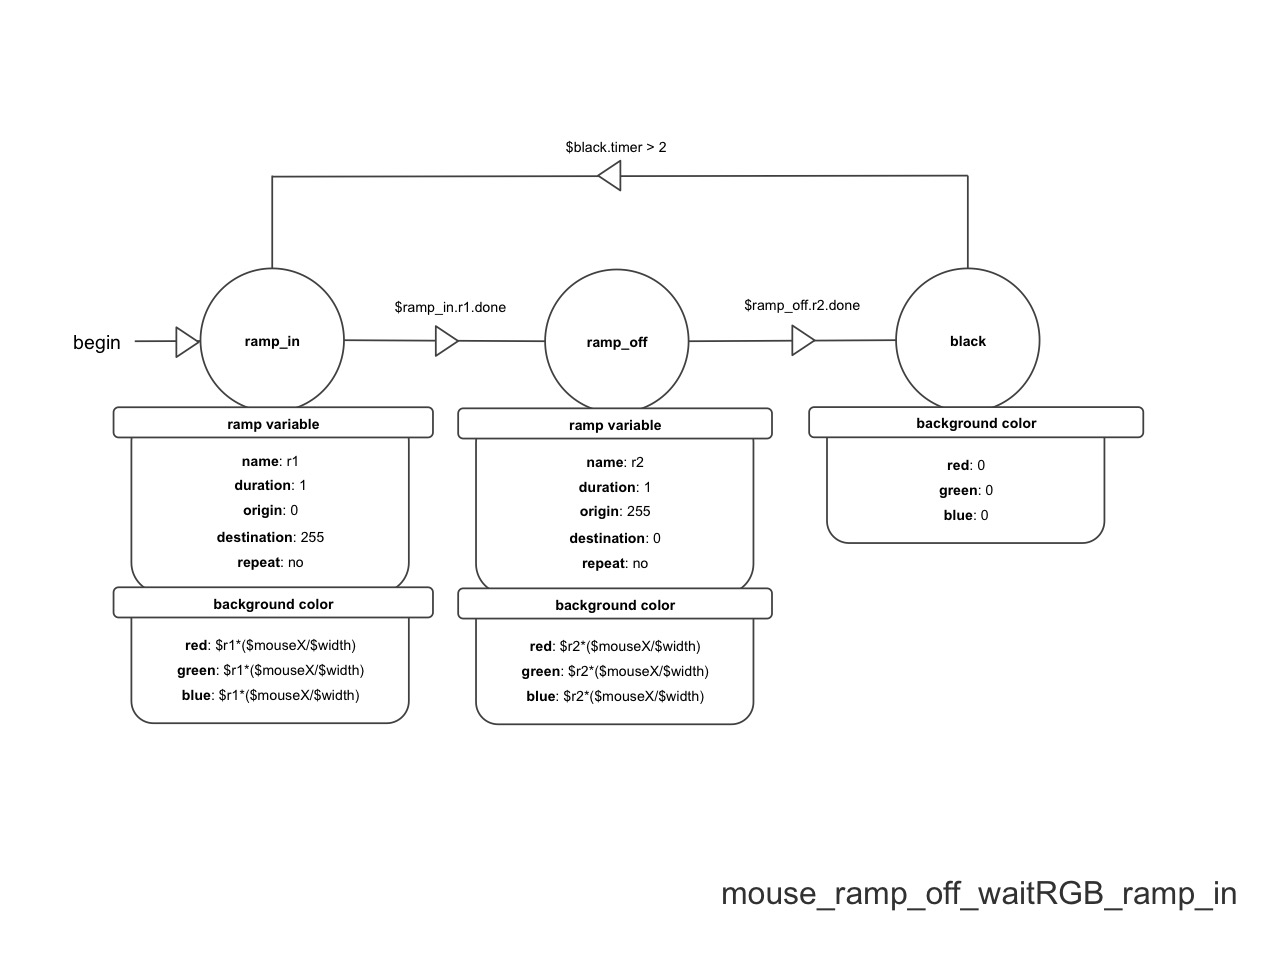 $black.timer > 2
$ramp_in.r1.done
$ramp_off.r2.done
begin
ramp_in
ramp_off
black
ramp variable
name: r1
duration: 1
origin: 0
destination: 255
repeat: no
background color
red: $r1*($mouseX/$width)
green: $r1*($mouseX/$width)
blue: $r1*($mouseX/$width)
ramp variable
name: r2
duration: 1
origin: 255
destination: 0
repeat: no
background color
red: $r2*($mouseX/$width)
green: $r2*($mouseX/$width)
blue: $r2*($mouseX/$width)
background color
red: 0
green: 0
blue: 0
mouse_ramp_off_waitRGB_ramp_in